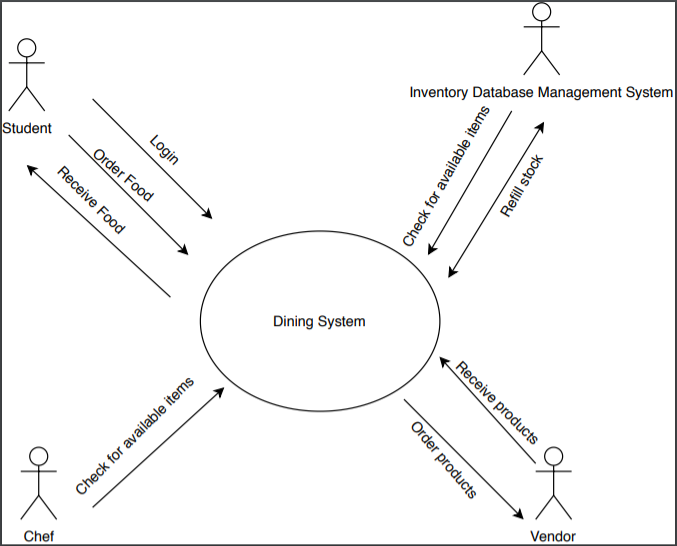 Student
Inventory Database Management System
Login
Order Food
Receive Food
Check for available items
Refill stock
Dining System
Check for available items
Receive products
Order products
Chef
Vendor